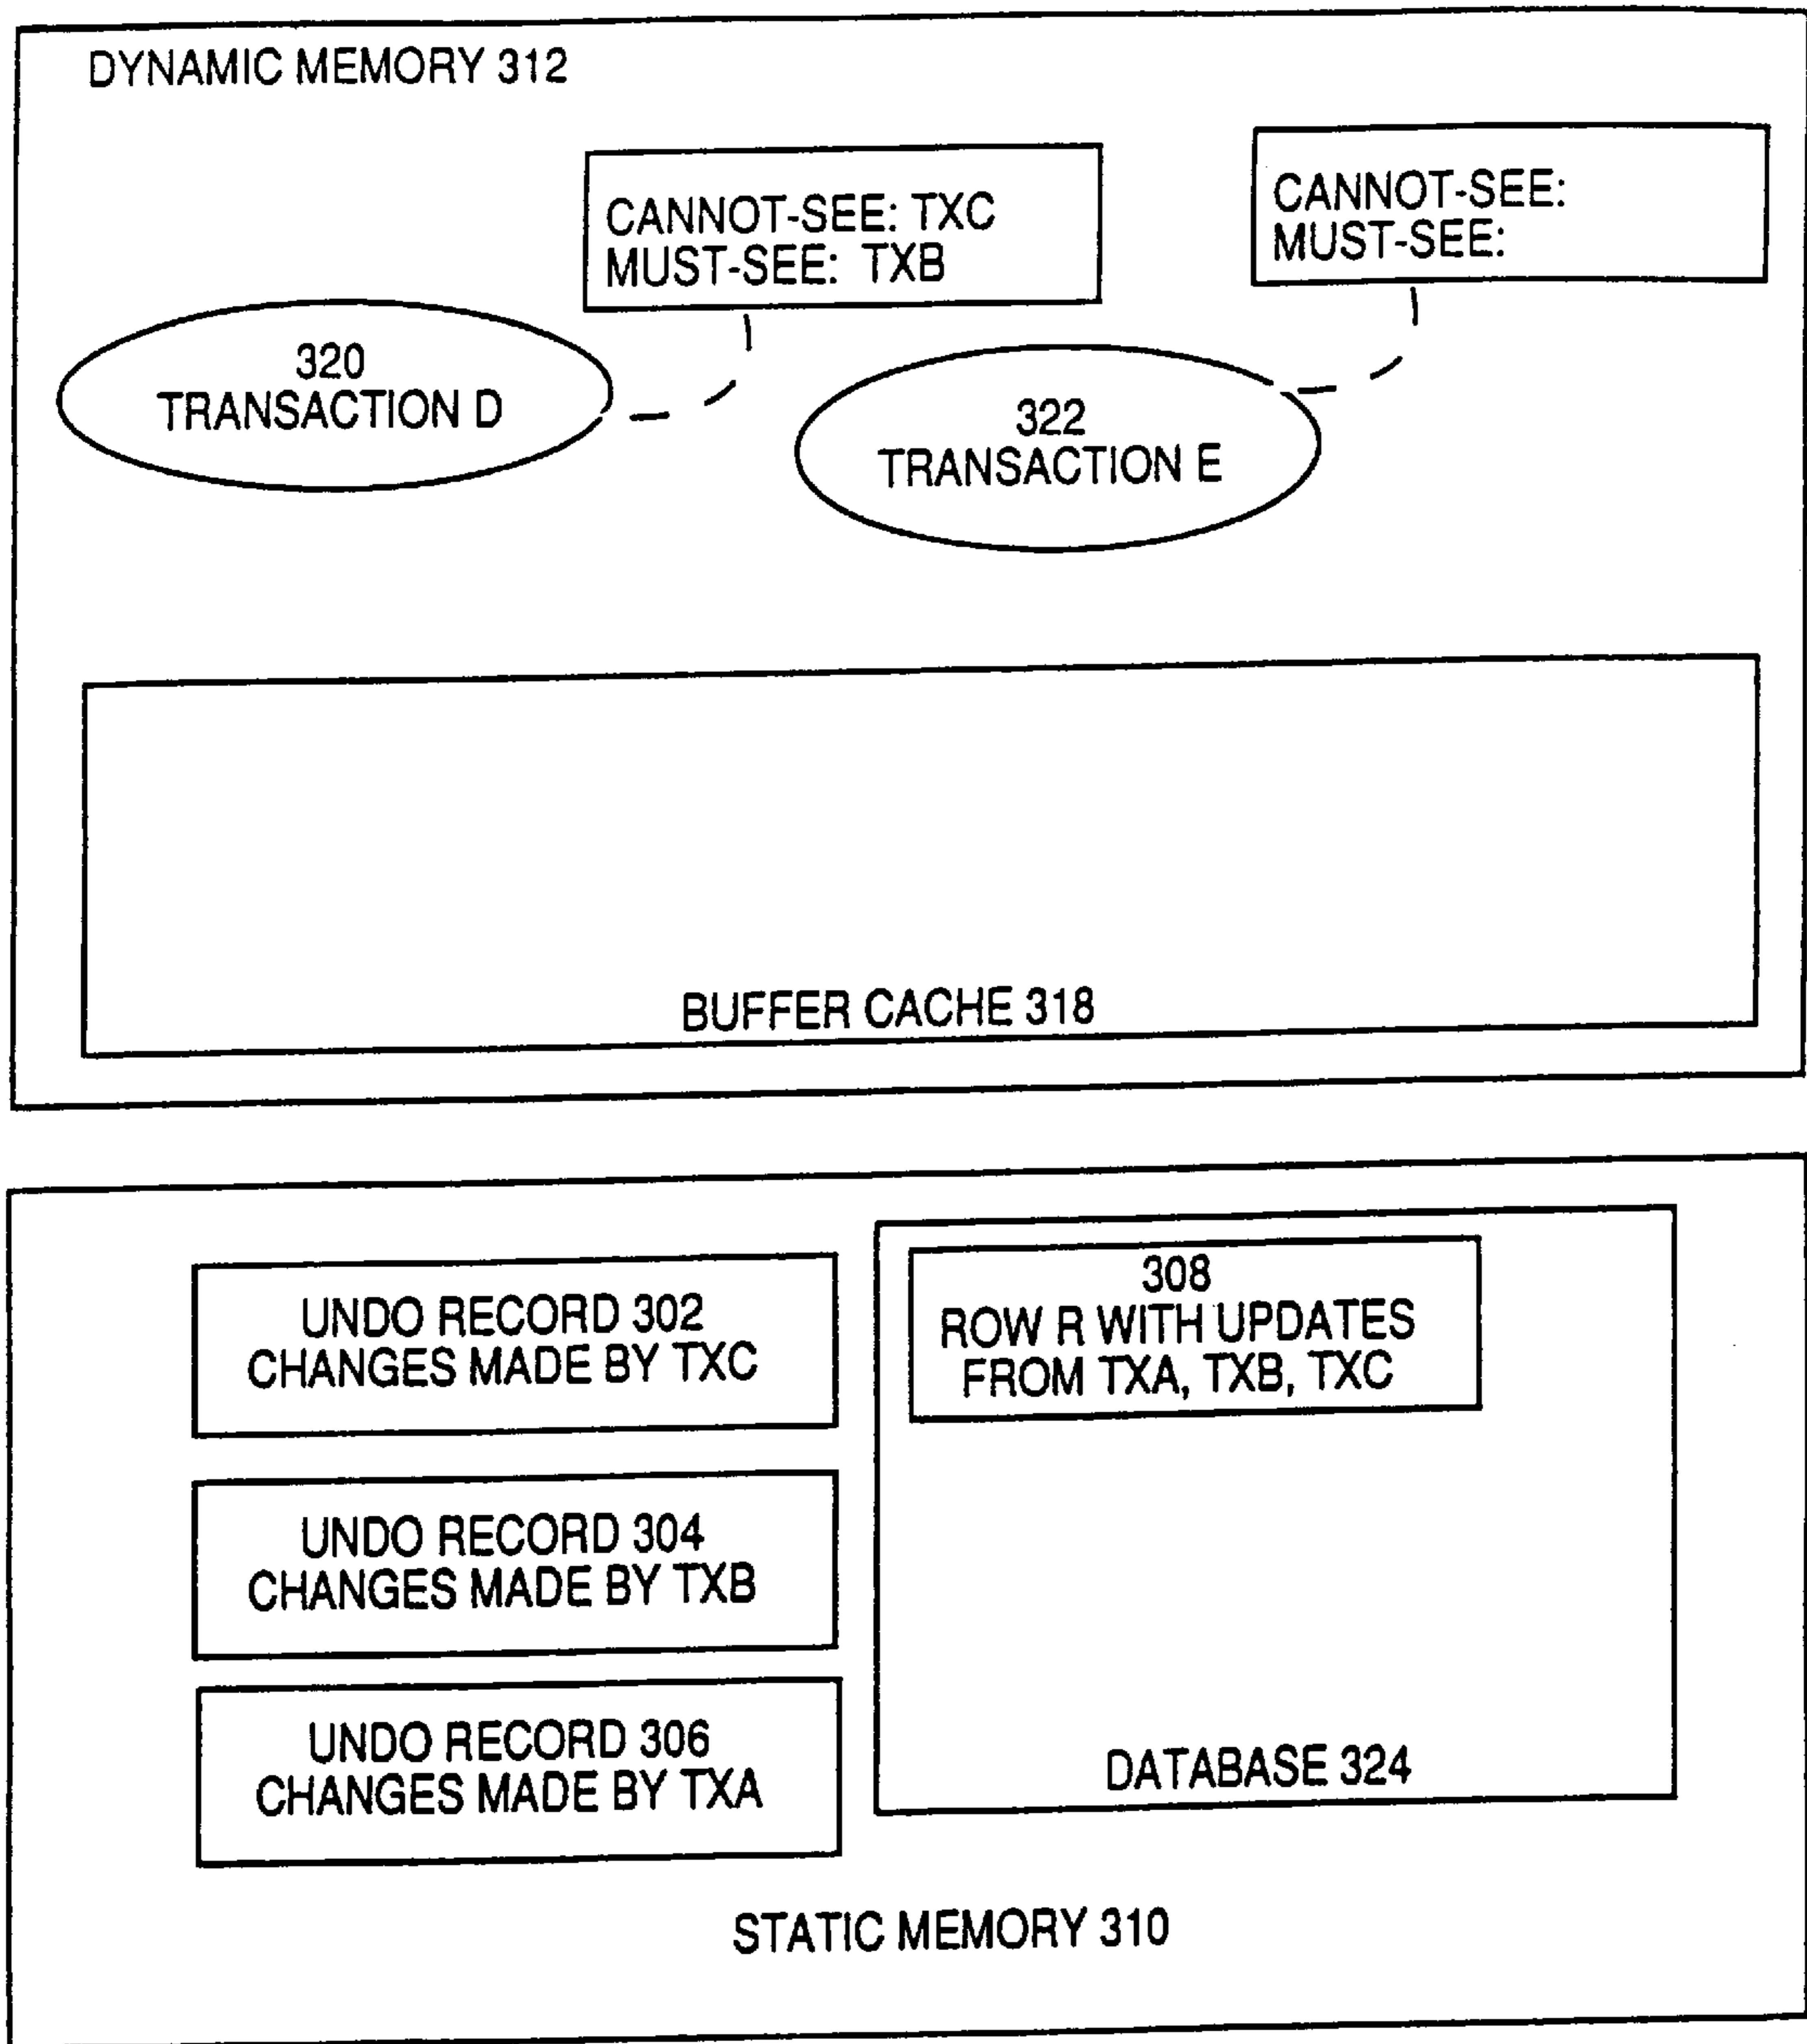 DYNAMIC MEMORY 312
CANNOT-SEE: TXC
MUST-SEE: TXB
CANNOT-SEE:
MUST-SEE:
320
TRANSACTION D
322
TRANSACTION E
BUFFER CACHE 318
UNDO RECORD 302
CHANGES MADE BY TXC
UNDO RECORD 304
CHANGES MADE BY TXB
UNDO RECORD 306
CHANGES MADE BY TXA
308
ROW R WITH UPDATES
FROM TXA, TXB, TXC
DATABASE 324
STATIC MEMORY 310